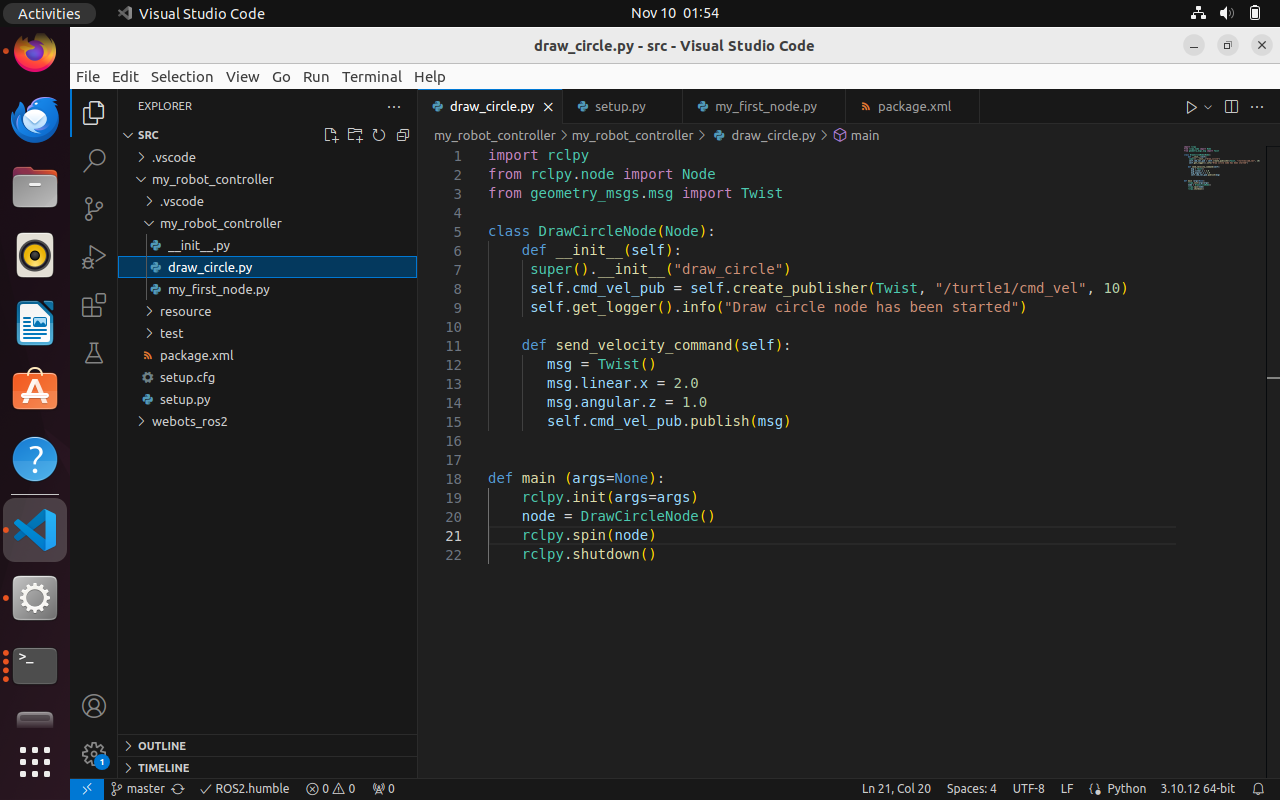 Activities Visual Studio Code Nov 10 01:54
draw_circle.py - src - Visual Studio Code
File Edit Selection View Go Run Terminal Help
EXPLORER
SRC
.vscode
my_robot_controller
.vscode
my_robot_controller
__init__.py
draw_circle.py
my_first_node.py
resource
test
package.xml
setup.cfg
setup.py
webots_ros2
OUTLINE
TIMELINE
draw_circle.py setup.py my_first_node.py package.xml
my_robot_controller > my_robot_controller > draw_circle.py > main
1 import rclpy
2 from rclpy.node import Node
3 from geometry_msgs.msg import Twist
4
5 class DrawCircleNode(Node):
6     def __init__(self):
7      super().__init__("draw_circle")
8      self.cmd_vel_pub = self.create_publisher(Twist, "/turtle1/cmd_vel", 10)
9      self.get_logger().info("Draw circle node has been started")
10
11     def send_velocity_command(self):
12        msg = Twist()
13        msg.linear.x = 2.0
14        msg.angular.z = 1.0
15        self.cmd_vel_pub.publish(msg)
16
17
18 def main (args=None):
19     rclpy.init(args=args)
20     node = DrawCircleNode()
21     rclpy.spin(node)
22     rclpy.shutdown()
1
master ROS2.humble 0 0 0 Ln 21, Col 20 Spaces: 4 UTF-8 LF Python 3.10.12 64-bit